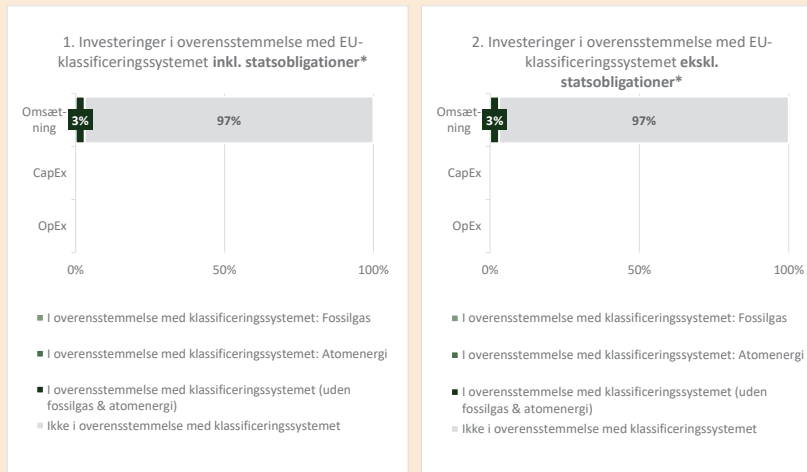 1. Investeringer i overensstemmelse med EU-
klassificeringssystemet inkl. statsobligationer*
Omsæt-
ning
3%
97%
CapEx
OpEx
0%
50%
100%
I overensstemmelse med klassificeringssystemet: Fossilgas
I overensstemmelse med klassificeringssystemet: Atomenergi
I overensstemmelse med klassificeringssystemet (uden
fossilgas & atomenergi)
Ikke i overensstemmelse med klassificeringssystemet
2. Investeringer i overensstemmelse med EU-
klassificeringssystemet ekskl.
statsobligationer*
Omsæt-
ning
3%
97%
CapEx
OpEx
0%
50%
100%
I overensstemmelse med klassificeringssystemet: Fossilgas
I overensstemmelse med klassificeringssystemet: Atomenergi
I overensstemmelse med klassificeringssystemet (uden
fossilgas & atomenergi)
Ikke i overensstemmelse med klassificeringssystemet